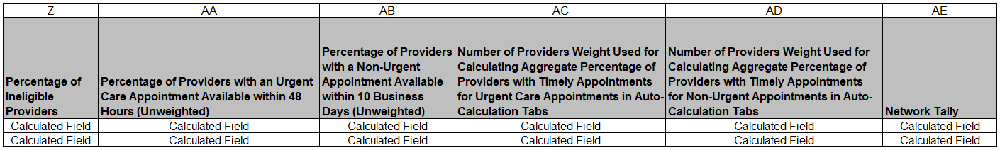 Z AA AB AC AD AE
Percentage of Ineligible Providers
Percentage of Providers with an Urgent Care Appointment Available within 48 Hours (Unweighted)
Percentage of Providers with a Non-Urgent Appointment Available within 10 Business Days (Unweighted)
Number of Providers Weight Used for Calculating Aggregate Percentage of Providers with Timely Appointments for Urgent Care Appointments in Auto-Calculation Tabs
Number of Providers Weight Used for Calculating Aggregate Percentage of Providers with Timely Appointments for Non-Urgent Appointments in Auto-Calculation Tabs
Network Tally
Calculated Field Calculated Field Calculated Field Calculated Field Calculated Field Calculated Field
Calculated Field Calculated Field Calculated Field Calculated Field Calculated Field Calculated Field